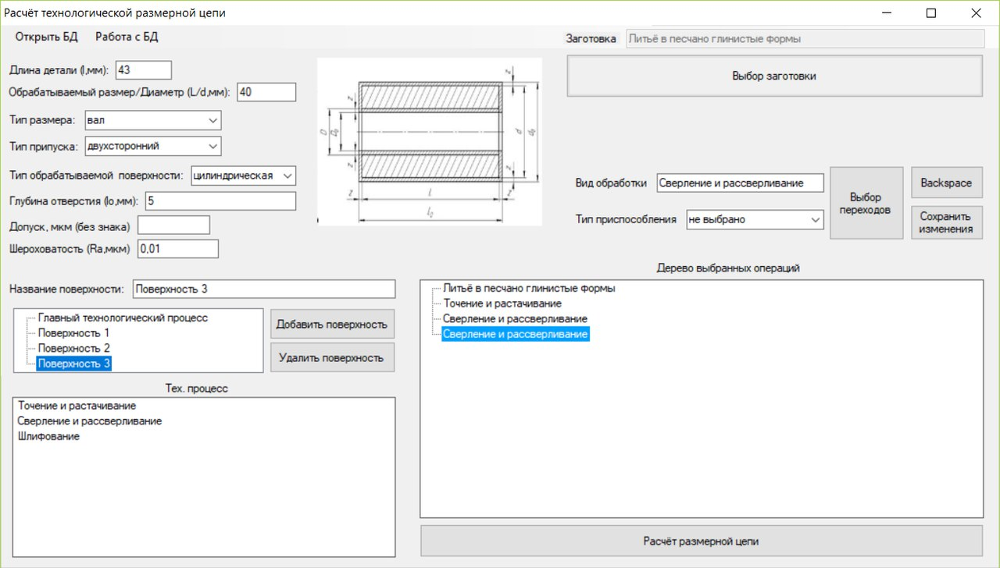 Расчёт технологической размерной цепи
Открыть БД Работа с БД
Заготовка Литьё в песчано глинистые формы
Выбор заготовки
Длина детали (l,мм): 43
Обрабатываемый размер/Диаметр (L/d,мм): 40
Тип размера: вал
Тип припуска: двухсторонний
Тип обрабатываемой поверхности: цилиндрическая
Глубина отверстия (lo,мм): 5
Допуск, мкм (без знака)
Шероховатость (Ra,мкм) 0,01
z
z
D
D₀
d
d₀
z
z
z
l
z
l₀
Вид обработки Сверление и рассверливание
Тип приспособления не выбрано
Выбор
переходов
Backspace
Сохранить
изменения
Название поверхности: Поверхность 3
Главный технологический процесс
Поверхность 1
Поверхность 2
Поверхность 3
Добавить поверхность
Удалить поверхность
Тех. процесс
Точение и растачивание
Сверление и рассверливание
Шлифование
Дерево выбранных операций
Литьё в песчано глинистые формы
Точение и растачивание
Сверление и рассверливание
Сверление и рассверливание
Расчёт размерной цепи